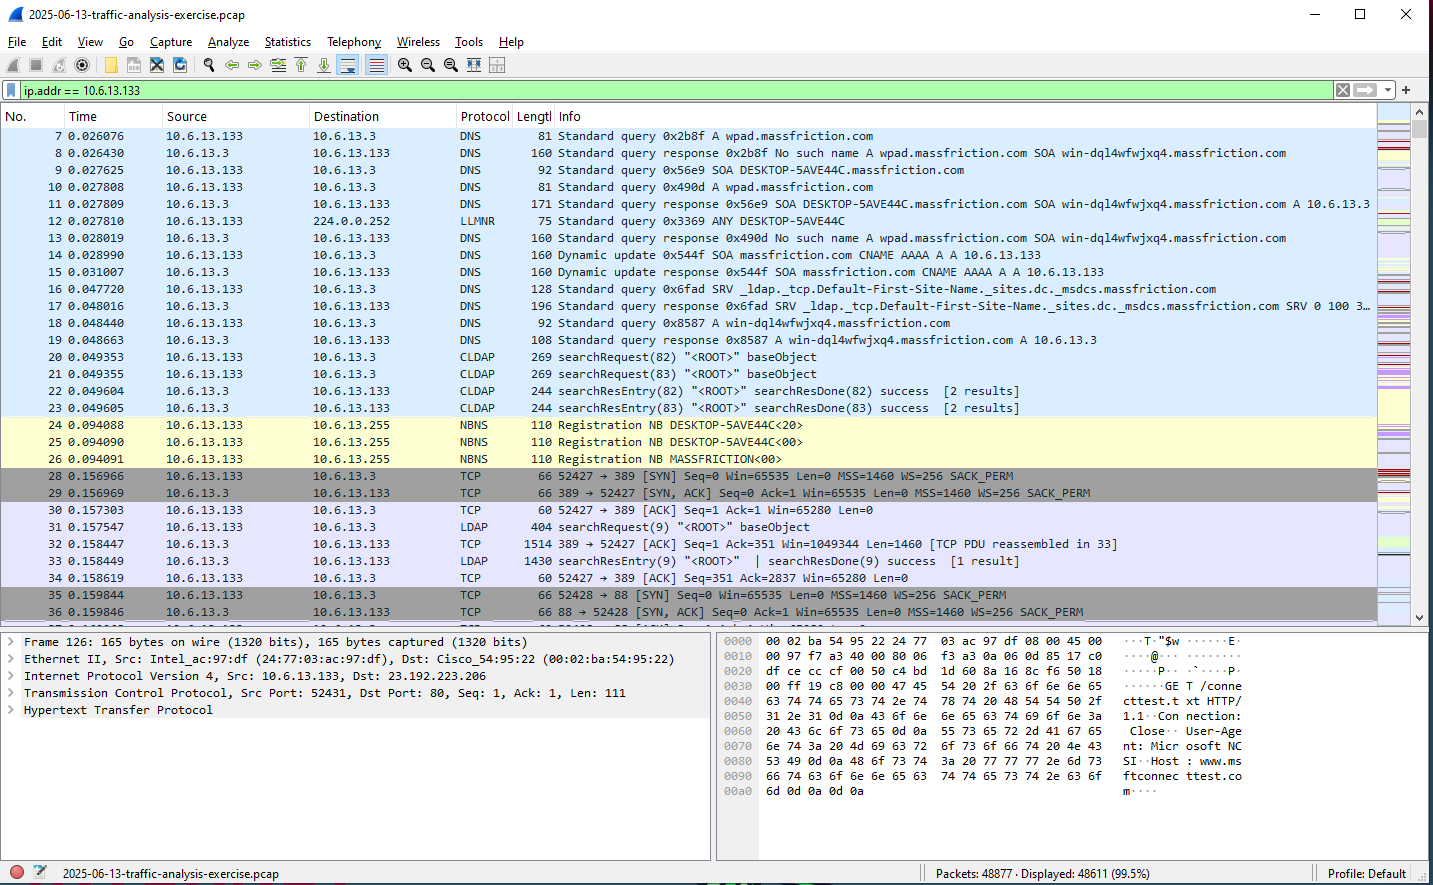 2025-06-13-traffic-analysis-exercise.pcap
File Edit View Go Capture Analyze Statistics Telephony Wireless Tools Help
ip.addr == 10.6.13.133
No. Time Source Destination Protocol Lengtl Info
7 0.026076 10.6.13.133 10.6.13.3 DNS 81 Standard query 0x2b8f A wpad.massfriction.com
8 0.026430 10.6.13.3 10.6.13.133 DNS 160 Standard query response 0x2b8f No such name A wpad.massfriction.com SOA win-dql4wfwjxq4.massfriction.com
9 0.027625 10.6.13.133 10.6.13.3 DNS 92 Standard query 0x56e9 SOA DESKTOP-5AVE44C.massfriction.com
10 0.027808 10.6.13.133 10.6.13.3 DNS 81 Standard query 0x490d A wpad.massfriction.com
11 0.027809 10.6.13.3 10.6.13.133 DNS 171 Standard query response 0x56e9 SOA DESKTOP-5AVE44C.massfriction.com SOA win-dql4wfwjxq4.massfriction.com A 10.6.13.3
12 0.027810 10.6.13.133 224.0.0.252 LLMNR 75 Standard query 0x3369 ANY DESKTOP-5AVE44C
13 0.028019 10.6.13.3 10.6.13.133 DNS 160 Standard query response 0x490d No such name A wpad.massfriction.com SOA win-dql4wfwjxq4.massfriction.com
14 0.028990 10.6.13.133 10.6.13.3 DNS 160 Dynamic update 0x544f SOA massfriction.com CNAME AAAA A A 10.6.13.133
15 0.031007 10.6.13.3 10.6.13.133 DNS 160 Dynamic update response 0x544f SOA massfriction.com CNAME AAAA A A 10.6.13.133
16 0.047720 10.6.13.133 10.6.13.3 DNS 128 Standard query 0x6fad SRV _ldap._tcp.Default-First-Site-Name._sites.dc._msdcs.massfriction.com
17 0.048016 10.6.13.3 10.6.13.133 DNS 196 Standard query response 0x6fad SRV _ldap._tcp.Default-First-Site-Name._sites.dc._msdcs.massfriction.com SRV 0 100 3…
18 0.048440 10.6.13.133 10.6.13.3 DNS 92 Standard query 0x8587 A win-dql4wfwjxq4.massfriction.com
19 0.048663 10.6.13.3 10.6.13.133 DNS 108 Standard query response 0x8587 A win-dql4wfwjxq4.massfriction.com A 10.6.13.3
20 0.049353 10.6.13.133 10.6.13.3 CLDAP 269 searchRequest(82) "<ROOT>" baseObject
21 0.049355 10.6.13.133 10.6.13.3 CLDAP 269 searchRequest(83) "<ROOT>" baseObject
22 0.049604 10.6.13.3 10.6.13.133 CLDAP 244 searchResEntry(82) "<ROOT>" searchResDone(82) success [2 results]
23 0.049605 10.6.13.3 10.6.13.133 CLDAP 244 searchResEntry(83) "<ROOT>" searchResDone(83) success [2 results]
24 0.094088 10.6.13.133 10.6.13.255 NBNS 110 Registration NB DESKTOP-5AVE44C<20>
25 0.094090 10.6.13.133 10.6.13.255 NBNS 110 Registration NB DESKTOP-5AVE44C<00>
26 0.094091 10.6.13.133 10.6.13.255 NBNS 110 Registration NB MASSFRICTION<00>
28 0.156966 10.6.13.133 10.6.13.3 TCP 66 52427 → 389 [SYN] Seq=0 Win=65535 Len=0 MSS=1460 WS=256 SACK_PERM
29 0.156969 10.6.13.3 10.6.13.133 TCP 66 389 → 52427 [SYN, ACK] Seq=0 Ack=1 Win=65535 Len=0 MSS=1460 WS=256 SACK_PERM
30 0.157303 10.6.13.133 10.6.13.3 TCP 60 52427 → 389 [ACK] Seq=1 Ack=1 Win=65280 Len=0
31 0.157547 10.6.13.133 10.6.13.3 LDAP 404 searchRequest(9) "<ROOT>" baseObject
32 0.158447 10.6.13.3 10.6.13.133 TCP 1514 389 → 52427 [ACK] Seq=1 Ack=351 Win=1049344 Len=1460 [TCP PDU reassembled in 33]
33 0.158449 10.6.13.3 10.6.13.133 LDAP 1430 searchResEntry(9) "<ROOT>" | searchResDone(9) success [1 result]
34 0.158619 10.6.13.133 10.6.13.3 TCP 60 52427 → 389 [ACK] Seq=351 Ack=2837 Win=65280 Len=0
35 0.159844 10.6.13.133 10.6.13.3 TCP 66 52428 → 88 [SYN] Seq=0 Win=65535 Len=0 MSS=1460 WS=256 SACK_PERM
36 0.159846 10.6.13.3 10.6.13.133 TCP 66 88 → 52428 [SYN, ACK] Seq=0 Ack=1 Win=65535 Len=0 MSS=1460 WS=256 SACK_PERM
Frame 126: 165 bytes on wire (1320 bits), 165 bytes captured (1320 bits)
Ethernet II, Src: Intel_ac:97:df (24:77:03:ac:97:df), Dst: Cisco_54:95:22 (00:02:ba:54:95:22)
Internet Protocol Version 4, Src: 10.6.13.133, Dst: 23.192.223.206
Transmission Control Protocol, Src Port: 52431, Dst Port: 80, Seq: 1, Ack: 1, Len: 111
Hypertext Transfer Protocol
0000 00 02 ba 54 95 22 24 77 03 ac 97 df 08 00 45 00 ···T·"$w ······E·
0010 00 97 f7 a3 40 00 80 06 f3 a3 0a 06 0d 85 17 c0 ····@··· ········
0020 df ce cc cf 00 50 c4 bd 1d 60 8a 16 8c f6 50 18 ·····P·· ·`····P·
0030 00 ff 19 c8 00 00 47 45 54 20 2f 63 6f 6e 6e 65 ······GE T /conne
0040 63 74 74 65 73 74 2e 74 78 74 20 48 54 54 50 2f cttest.t xt HTTP/
0050 31 2e 31 0d 0a 43 6f 6e 6e 65 63 74 69 6f 6e 3a 1.1··Con nection:
0060 20 43 6c 6f 73 65 0d 0a 55 73 65 72 2d 41 67 65 Close·· User-Age
0070 6e 74 3a 20 4d 69 63 72 6f 73 6f 66 74 20 4e 43 nt: Micr osoft NC
0080 53 49 0d 0a 48 6f 73 74 3a 20 77 77 77 2e 6d 73 SI··Host : www.ms
0090 66 74 63 6f 6e 6e 65 63 74 74 65 73 74 2e 63 6f ftconnec ttest.co
00a0 6d 0d 0a 0d 0a m····
2025-06-13-traffic-analysis-exercise.pcap
Packets: 48877 · Displayed: 48611 (99.5%)
Profile: Default